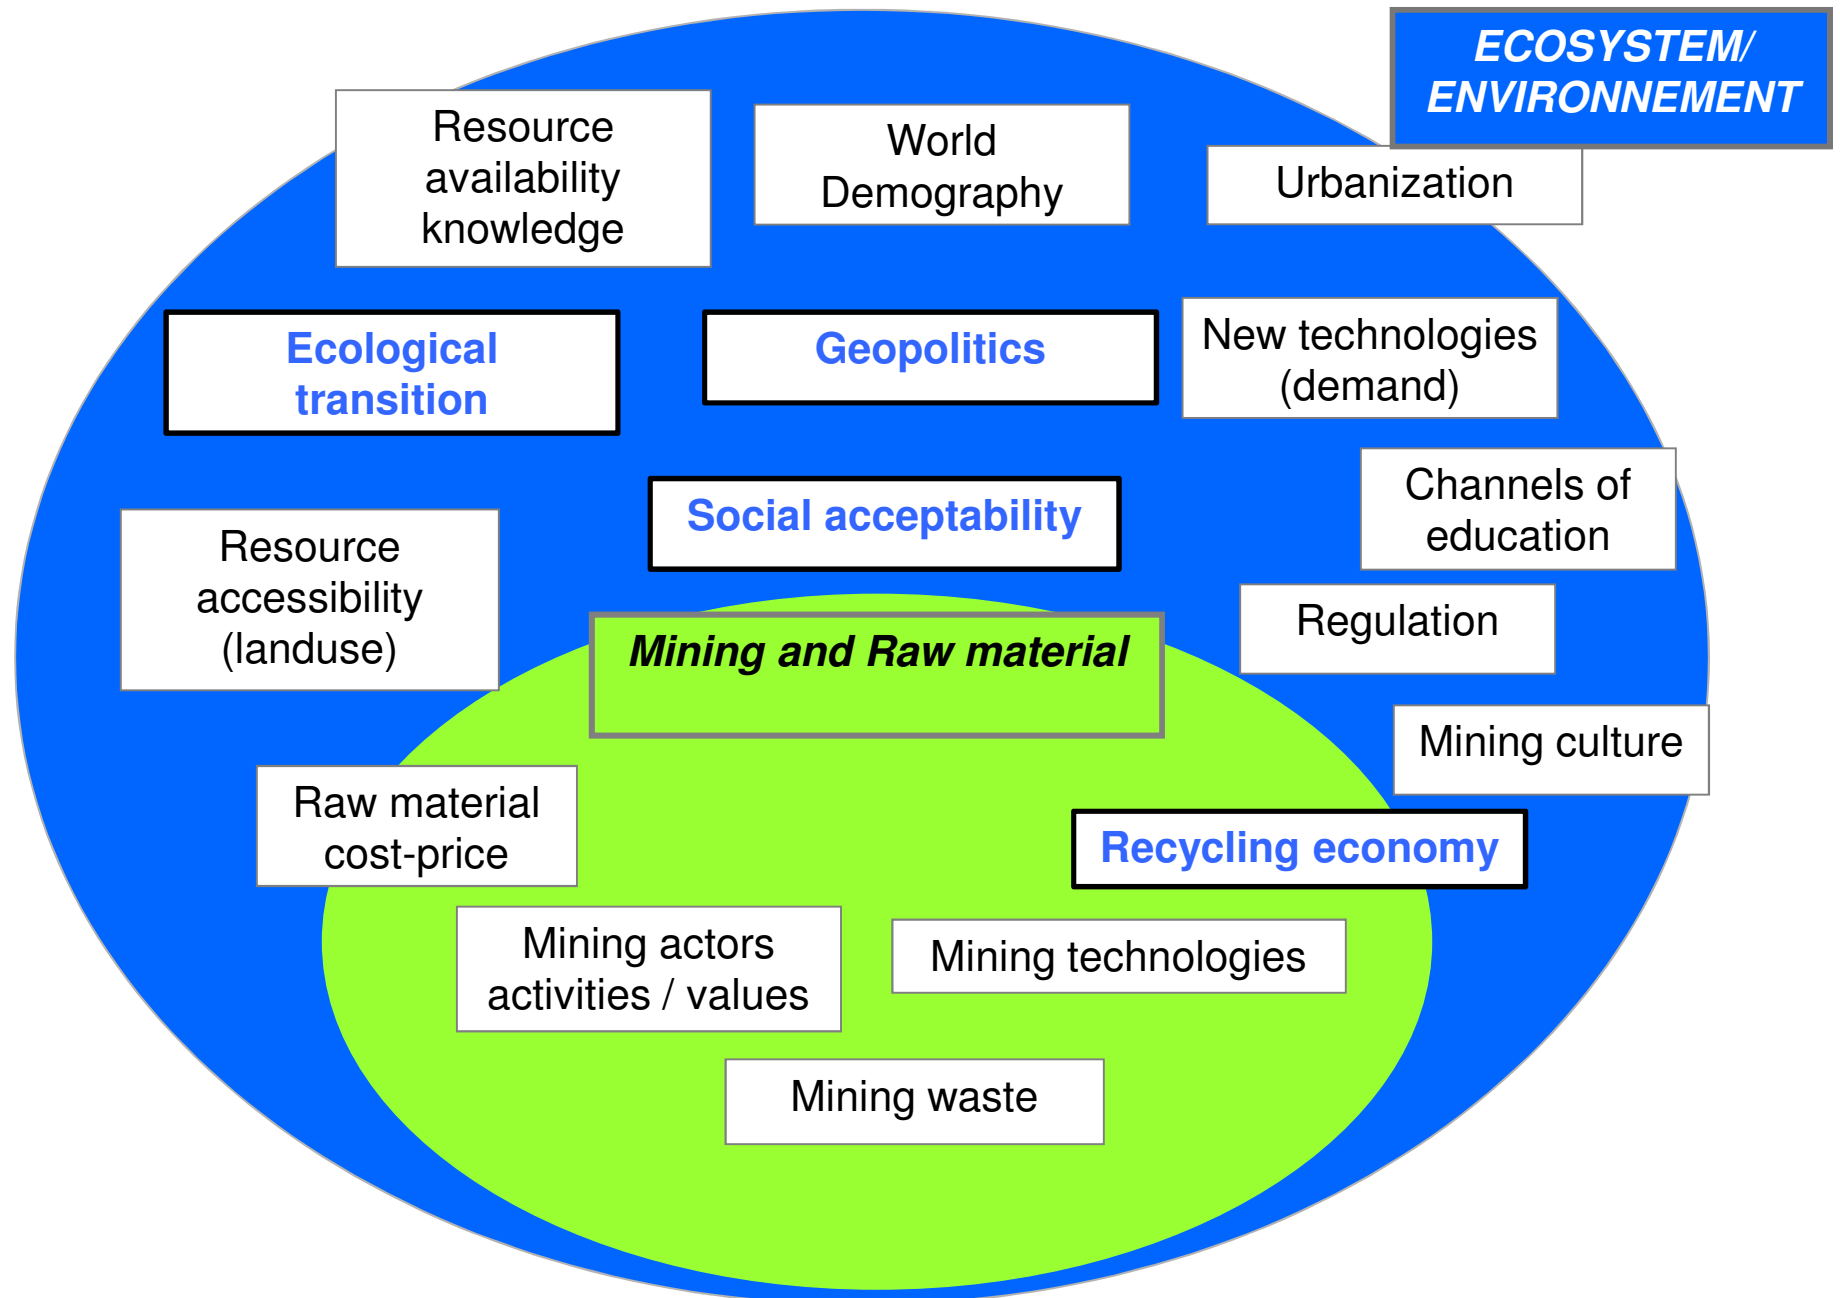 ECOSYSTEM/
ENVIRONNEMENT
Resource
availability
knowledge
World
Demography
Urbanization
Ecological
transition
Geopolitics
New technologies
(demand)
Social acceptability
Channels of
education
Resource
accessibility
(landuse)
Regulation
Mining and Raw material
Mining culture
Raw material
cost-price
Recycling economy
Mining actors
activities / values
Mining technologies
Mining waste